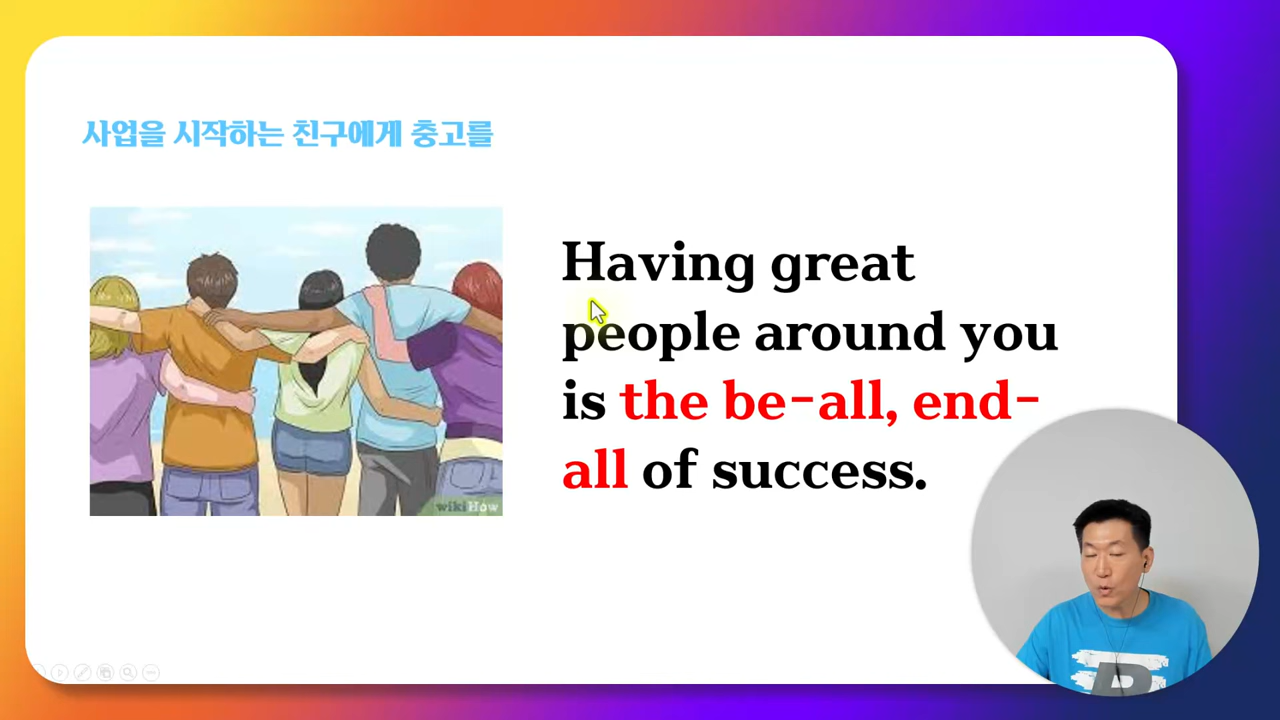 사업을 시작하는 친구에게 충고를
Having great
people around you
is the be-all, end-
all of success.
wikiHow